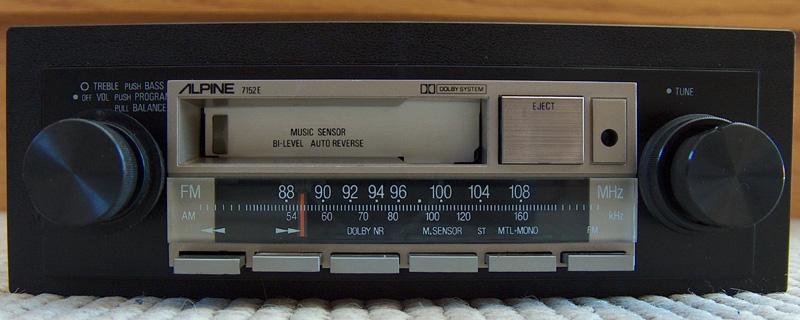 TREBLE PUSH BASS
OFF VOL PUSH PROGRAM
PULL BALANCE
ALPINE 7152E
DOLBY SYSTEM
MUSIC SENSOR
BI-LEVEL AUTO REVERSE
EJECT
TUNE
FM 88 90 92 94 96 100 104 108 MHz
AM 54 60 70 80 100 120 160 kHz
DOLBY NR M.SENSOR ST MTL-MONO FM